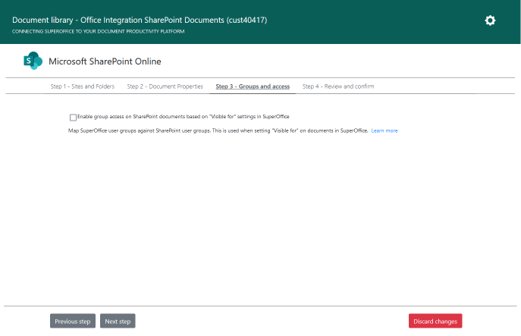 Document library - Office Integration SharePoint Documents (cust40417)
CONNECTING SUPEROFFICE TO YOUR DOCUMENT PRODUCTIVITY PLATFORM
S
Microsoft SharePoint Online
Step 1 - Sites and Folders Step 2 - Document Properties Step 3 - Groups and access Step 4 - Review and confirm
Enable group access on SharePoint documents based on "Visible for" settings in SuperOffice
Map SuperOffice user groups against SharePoint user groups. This is used when setting "Visible for" on documents in SuperOffice. Learn more
Previous step Next step Discard changes